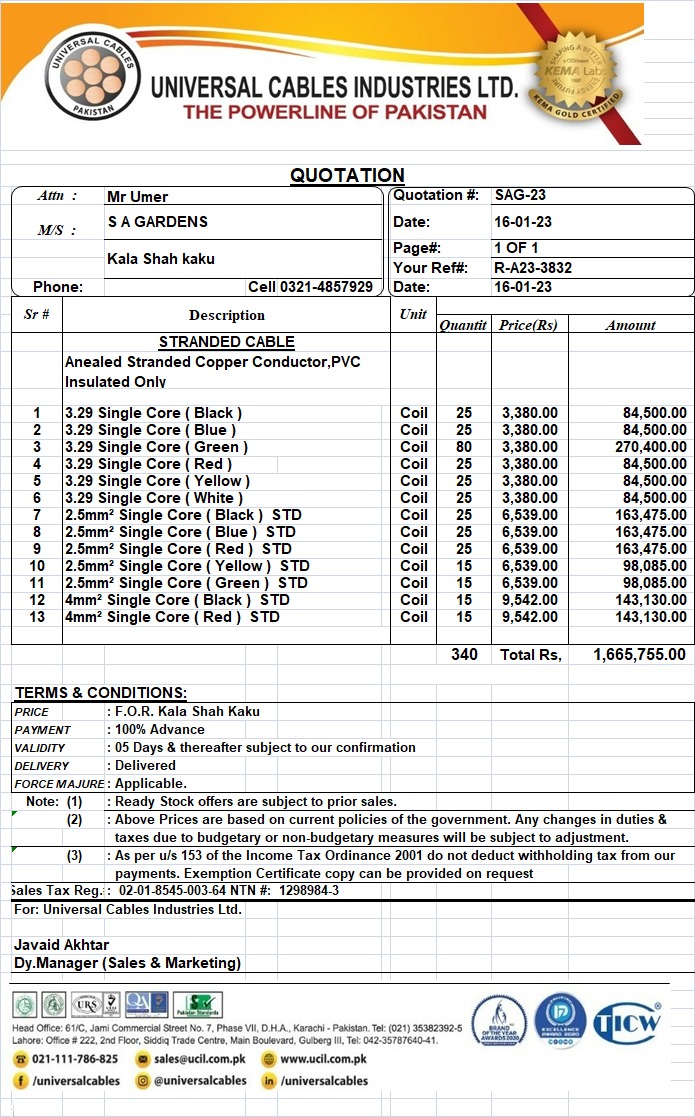 UNIVERSAL CABLES
PAKISTAN
UNIVERSAL CABLES INDUSTRIES LTD.
THE POWERLINE OF PAKISTAN
SHAPING A BETTER ENERGY FUTURE
KEMA Labs
KEMA GOLD CERTIFIED
QUOTATION
Attn : Mr Umer Quotation #: SAG-23
M/S : S A GARDENS Date: 16-01-23
Page#: 1 OF 1
Kala Shah kaku Your Ref#: R-A23-3832
Phone: Cell 0321-4857929 Date: 16-01-23
Sr # Description Unit Quantit Price(Rs) Amount
STRANDED CABLE
Anealed Stranded Copper Conductor,PVC
Insulated Only
1 3.29 Single Core ( Black ) Coil 25 3,380.00 84,500.00
2 3.29 Single Core ( Blue ) Coil 25 3,380.00 84,500.00
3 3.29 Single Core ( Green ) Coil 80 3,380.00 270,400.00
4 3.29 Single Core ( Red ) Coil 25 3,380.00 84,500.00
5 3.29 Single Core ( Yellow ) Coil 25 3,380.00 84,500.00
6 3.29 Single Core ( White ) Coil 25 3,380.00 84,500.00
7 2.5mm² Single Core ( Black ) STD Coil 25 6,539.00 163,475.00
8 2.5mm² Single Core ( Blue ) STD Coil 25 6,539.00 163,475.00
9 2.5mm² Single Core ( Red ) STD Coil 25 6,539.00 163,475.00
10 2.5mm² Single Core ( Yellow ) STD Coil 15 6,539.00 98,085.00
11 2.5mm² Single Core ( Green ) STD Coil 15 6,539.00 98,085.00
12 4mm² Single Core ( Black ) STD Coil 15 9,542.00 143,130.00
13 4mm² Single Core ( Red ) STD Coil 15 9,542.00 143,130.00
340 Total Rs, 1,665,755.00
TERMS & CONDITIONS:
PRICE : F.O.R. Kala Shah Kaku
PAYMENT : 100% Advance
VALIDITY : 05 Days & thereafter subject to our confirmation
DELIVERY : Delivered
FORCE MAJURE : Applicable.
Note: (1) : Ready Stock offers are subject to prior sales.
(2) : Above Prices are based on current policies of the government. Any changes in duties &
taxes due to budgetary or non-budgetary measures will be subject to adjustment.
(3) : As per u/s 153 of the Income Tax Ordinance 2001 do not deduct withholding tax from our
payments. Exemption Certificate copy can be provided on request
Sales Tax Reg.: 02-01-8545-003-64 NTN #: 1298984-3
For: Universal Cables Industries Ltd.
Javaid Akhtar
Dy.Manager (Sales & Marketing)
URS
QA
Pakistan Standards
BRAND OF THE YEAR AWARDS 2020
EXCELLENCE AWARD 2020
TICW
Head Office: 61/C, Jami Commercial Street No. 7, Phase VII, D.H.A., Karachi - Pakistan. Tel: (021) 35382392-5
Lahore: Office # 222, 2nd Floor, Siddiq Trade Centre, Main Boulevard, Gulberg III, Tel: 042-35787640-41.
021-111-786-825 sales@ucil.com.pk www.ucil.com.pk
/universalcables @universalcables /universalcables